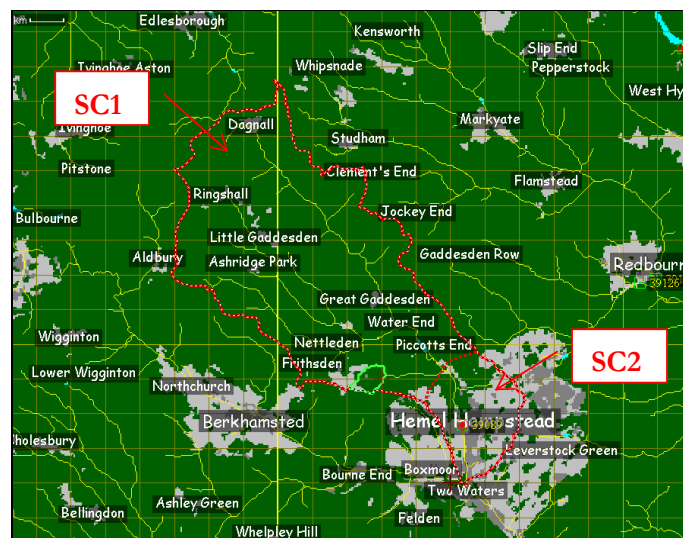 km
Edlesborough
Kensworth
Slip End
Pepperstock
Ivinghoe Aston
Whipsnade
West Hy
SC1
Dagnall
Markyate
Ivinghoe
Studham
Pitstone
Clement's End
Flamstead
Ringshall
Jockey End
Bulbourne
Little Gaddesden
Gaddesden Row
Aldbury
Ashridge Park
Redbourn
39126
Great Gaddesden
Water End
Wigginton
Nettleden
Piccotts End
Frithsden
SC2
Lower Wigginton
Northchurch
Berkhamsted
Hemel H stead
39089
Cholesbury
Leverstock Green
Boxmoor
Bourne End
Two Waters
Ashley Green
Bellingdon
Felden
Whelpley Hill